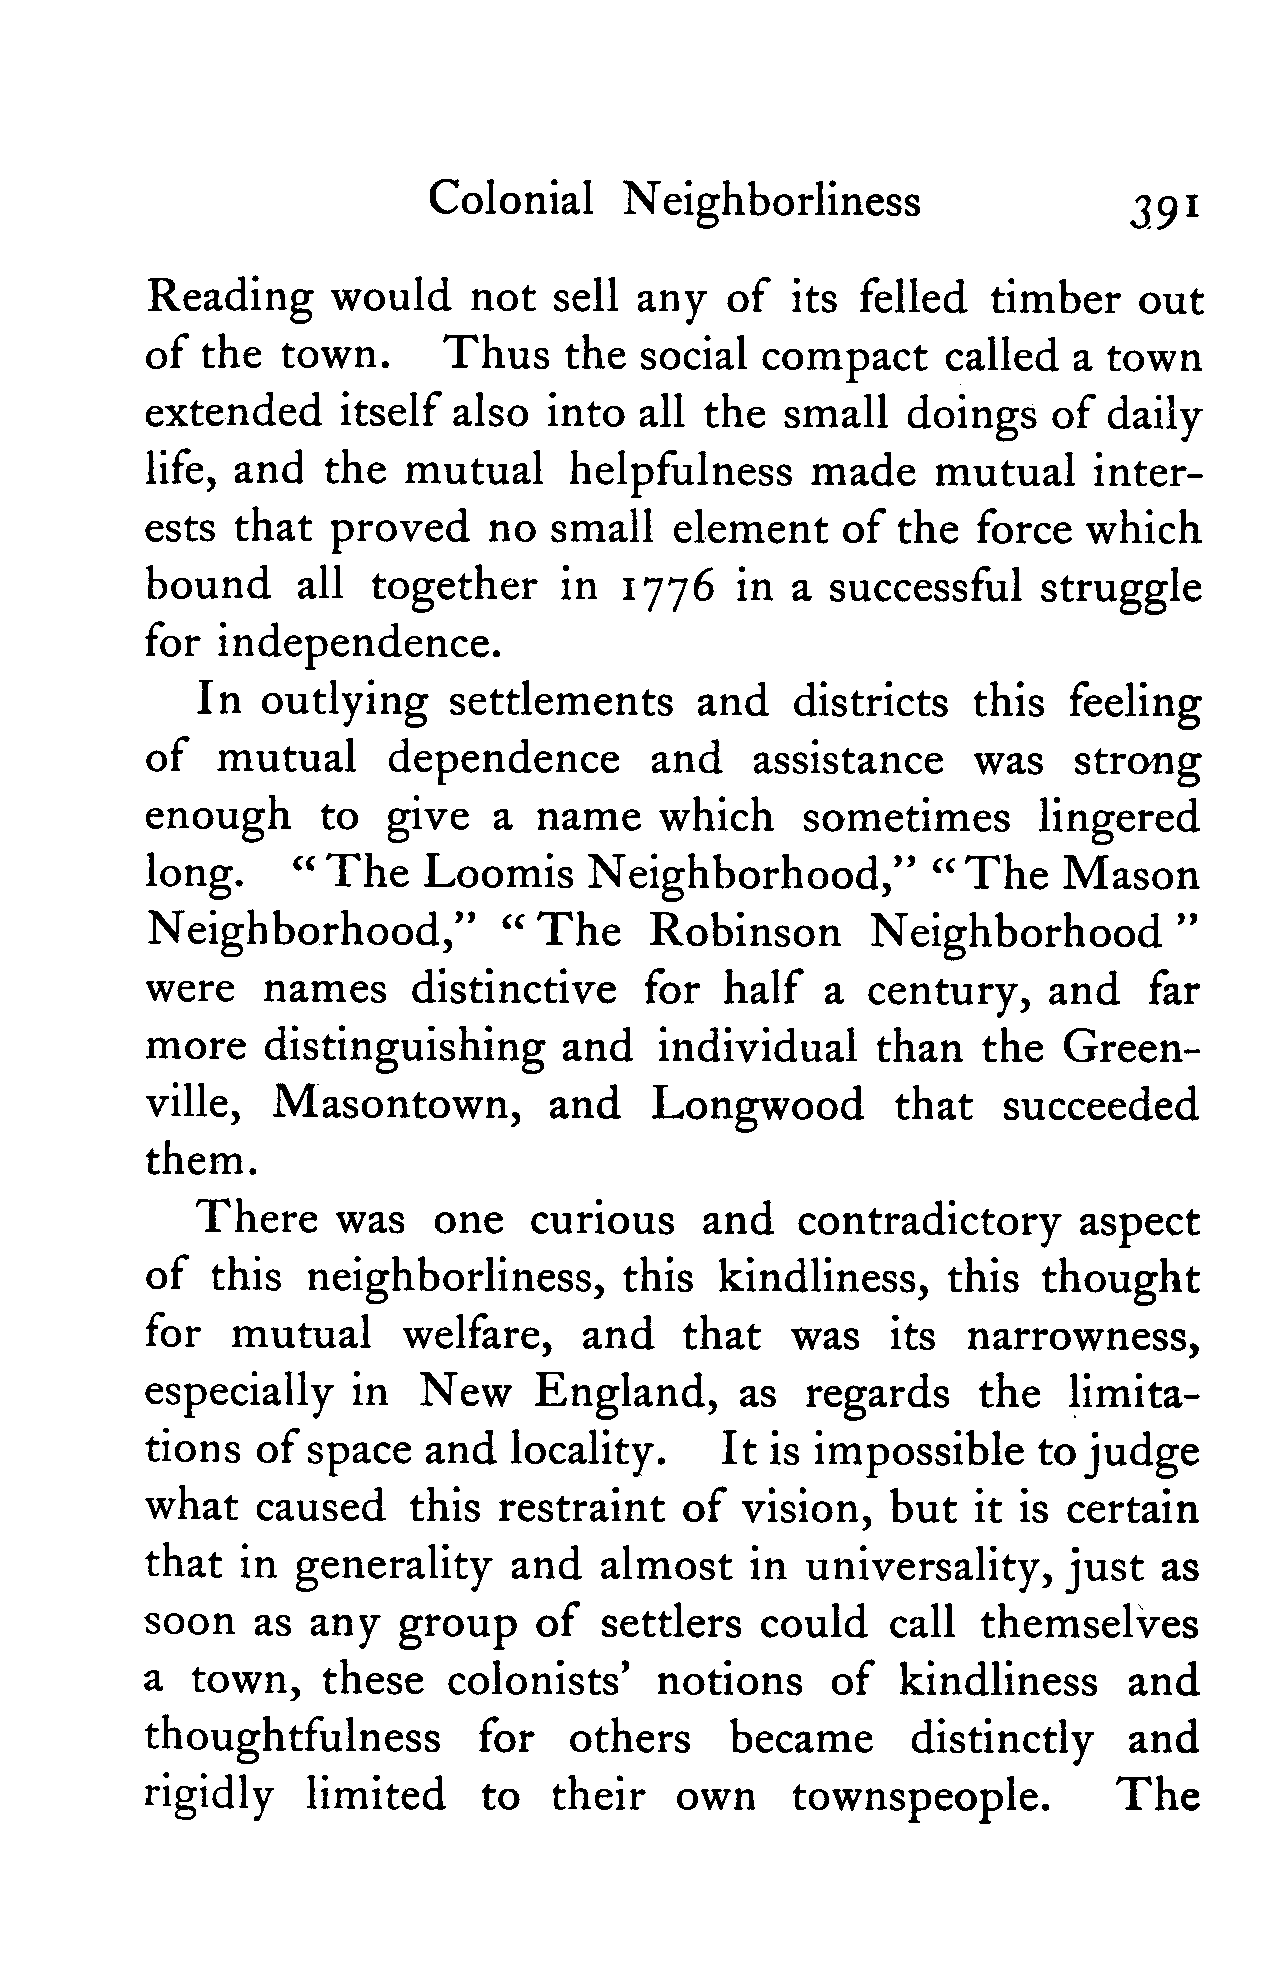 Colonial Neighborliness 391
Reading would not sell any of its felled timber out
of the town. Thus the social compact called a town
extended itself also into all the small doings of daily
life, and the mutual helpfulness made mutual inter-
ests that proved no small element of the force which
bound all together in 1776 in a successful struggle
for independence.
In outlying settlements and districts this feeling
of mutual dependence and assistance was strong
enough to give a name which sometimes lingered
long. “The Loomis Neighborhood,” “The Mason
Neighborhood,” “The Robinson Neighborhood”
were names distinctive for half a century, and far
more distinguishing and individual than the Green-
ville, Masontown, and Longwood that succeeded
them.
There was one curious and contradictory aspect
of this neighborliness, this kindliness, this thought
for mutual welfare, and that was its narrowness,
especially in New England, as regards the limita-
tions of space and locality. It is impossible to judge
what caused this restraint of vision, but it is certain
that in generality and almost in universality, just as
soon as any group of settlers could call themselves
a town, these colonists’ notions of kindliness and
thoughtfulness for others became distinctly and
rigidly limited to their own townspeople. The